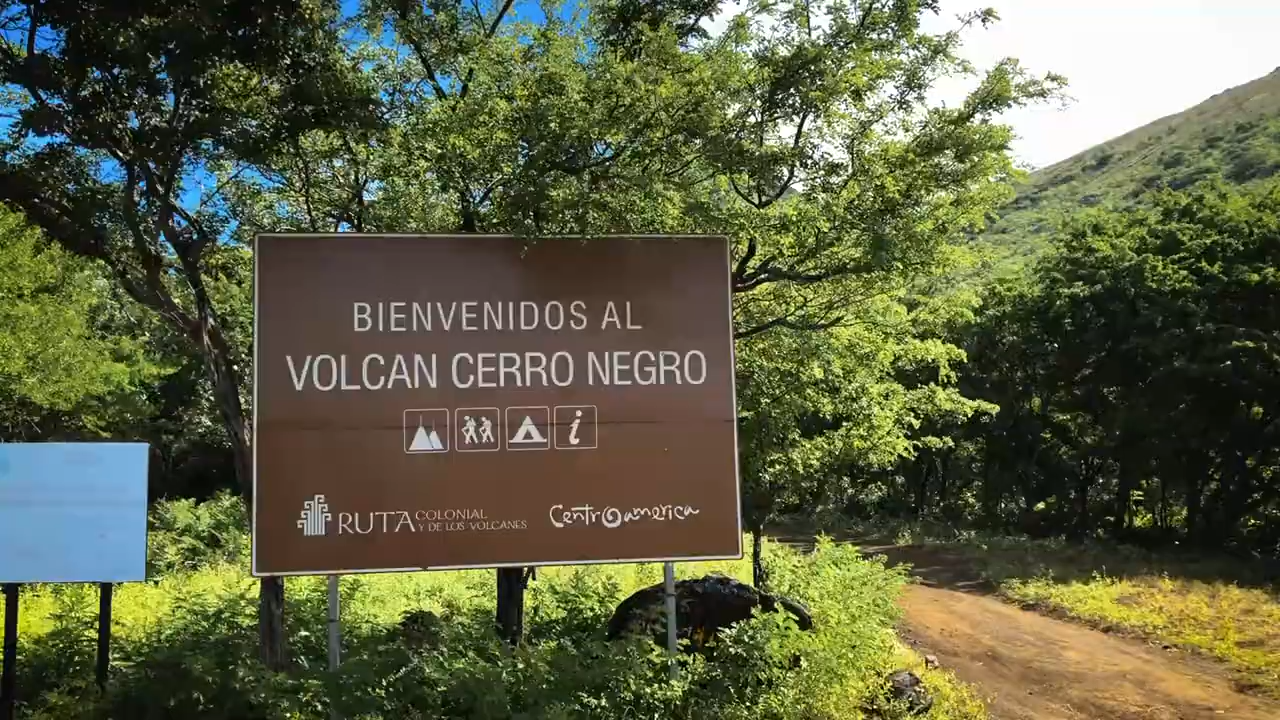 BIENVENIDOS AL
VOLCAN CERRO NEGRO
i
RUTA COLONIAL
Y DE LOS VOLCANES
Centroamerica